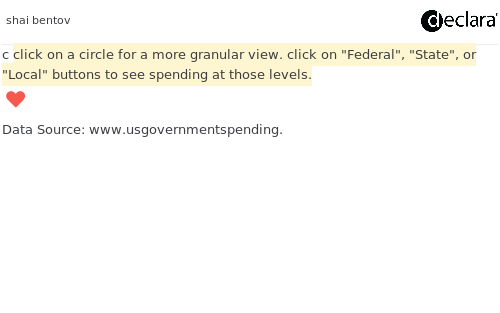 shai bentov
declara
c click on a circle for a more granular view. click on "Federal", "State", or
"Local" buttons to see spending at those levels.
Data Source: www.usgovernmentspending.